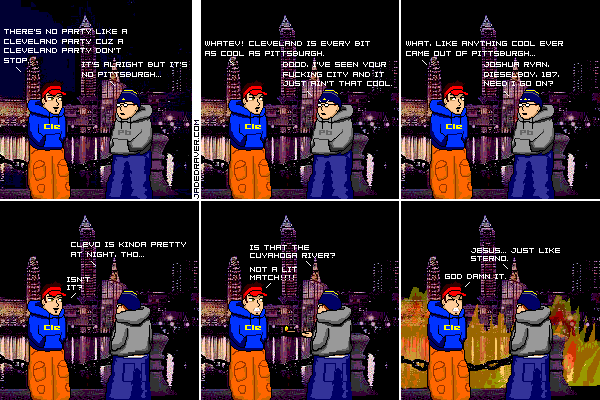 THERE'S NO PARTY LIKE A
CLEVELAND PARTY CUZ A
CLEVELAND PARTY DON'T
STOP.
IT'S ALRIGHT BUT IT'S
NO PITTSBURGH...
Cle
Pb
JADEDRAVER.COM
WHATEV! CLEVELAND IS EVERY BIT
AS COOL AS PITTSBURGH.
DOOD, I'VE SEEN YOUR
FUCKING CITY AND IT
JUST AIN'T THAT COOL.
Cle
Pb
WHAT, LIKE ANYTHING COOL EVER
CAME OUT OF PITTSBURGH...
JOSHUA RYAN,
DIESELBOY, 187,
NEED I GO ON?
Cle
Pb
CLEVO IS KINDA PRETTY
AT NIGHT, THO...
ISN'T
IT?
Cle
IS THAT THE
CUYAHOGA RIVER?
NOT A LIT
MATCH!!!!
Cle
JESUS... JUST LIKE
STERNO.
GOD DAMN IT.
Cle